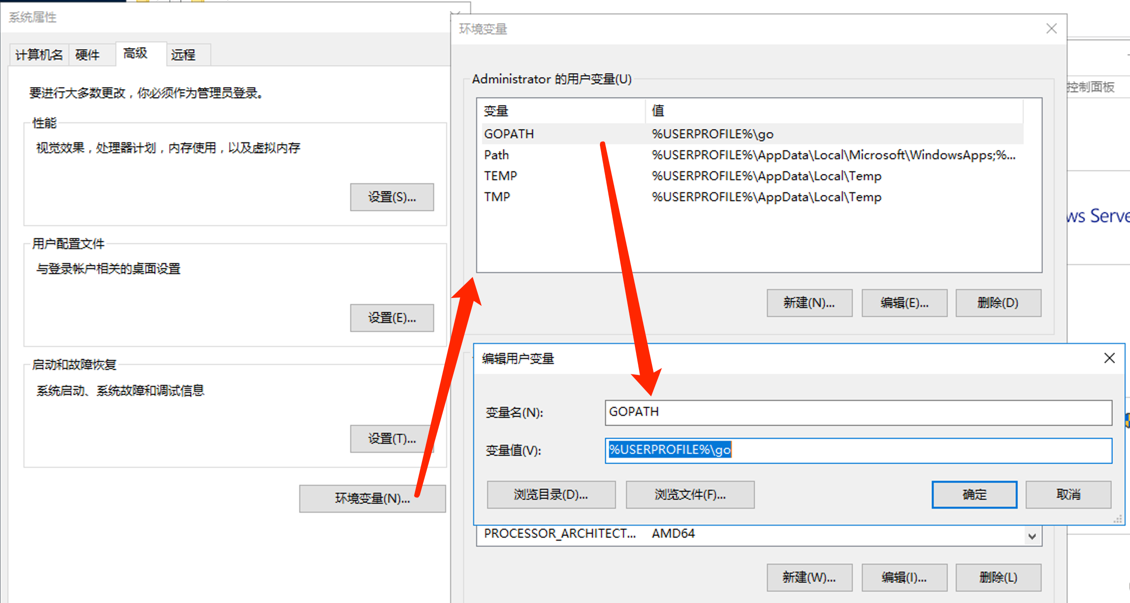 系统属性
计算机名 硬件 高级 远程
要进行大多数更改，你必须作为管理员登录。
性能
视觉效果，处理器计划，内存使用，以及虚拟内存
设置(S)...
用户配置文件
与登录帐户相关的桌面设置
设置(E)...
启动和故障恢复
系统启动、系统故障和调试信息
设置(T)...
环境变量(N)...
环境变量
Administrator 的用户变量(U)
变量 值
GOPATH %USERPROFILE%\go
Path %USERPROFILE%\AppData\Local\Microsoft\WindowsApps;%...
TEMP %USERPROFILE%\AppData\Local\Temp
TMP %USERPROFILE%\AppData\Local\Temp
新建(N)... 编辑(E)... 删除(D)
编辑用户变量
变量名(N): GOPATH
变量值(V): %USERPROFILE%\go
浏览目录(D)... 浏览文件(F)... 确定 取消
PROCESSOR_ARCHITECT... AMD64
新建(W)... 编辑(I)... 删除(L)
控制面板
ws Serve